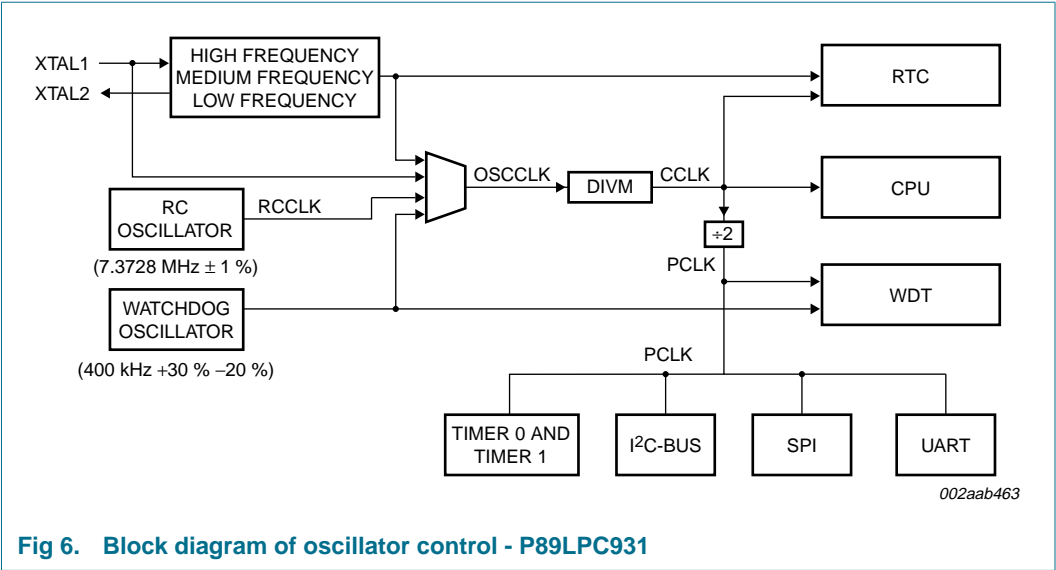 XTAL1
XTAL2
HIGH FREQUENCY
MEDIUM FREQUENCY
LOW FREQUENCY
RTC
OSCCLK
DIVM
CCLK
CPU
RC
OSCILLATOR
RCCLK
(7.3728 MHz ± 1 %)
÷2
PCLK
WDT
WATCHDOG
OSCILLATOR
(400 kHz +30 % −20 %)
PCLK
TIMER 0 AND
TIMER 1
I²C-BUS
SPI
UART
002aab463
Fig 6. Block diagram of oscillator control - P89LPC931